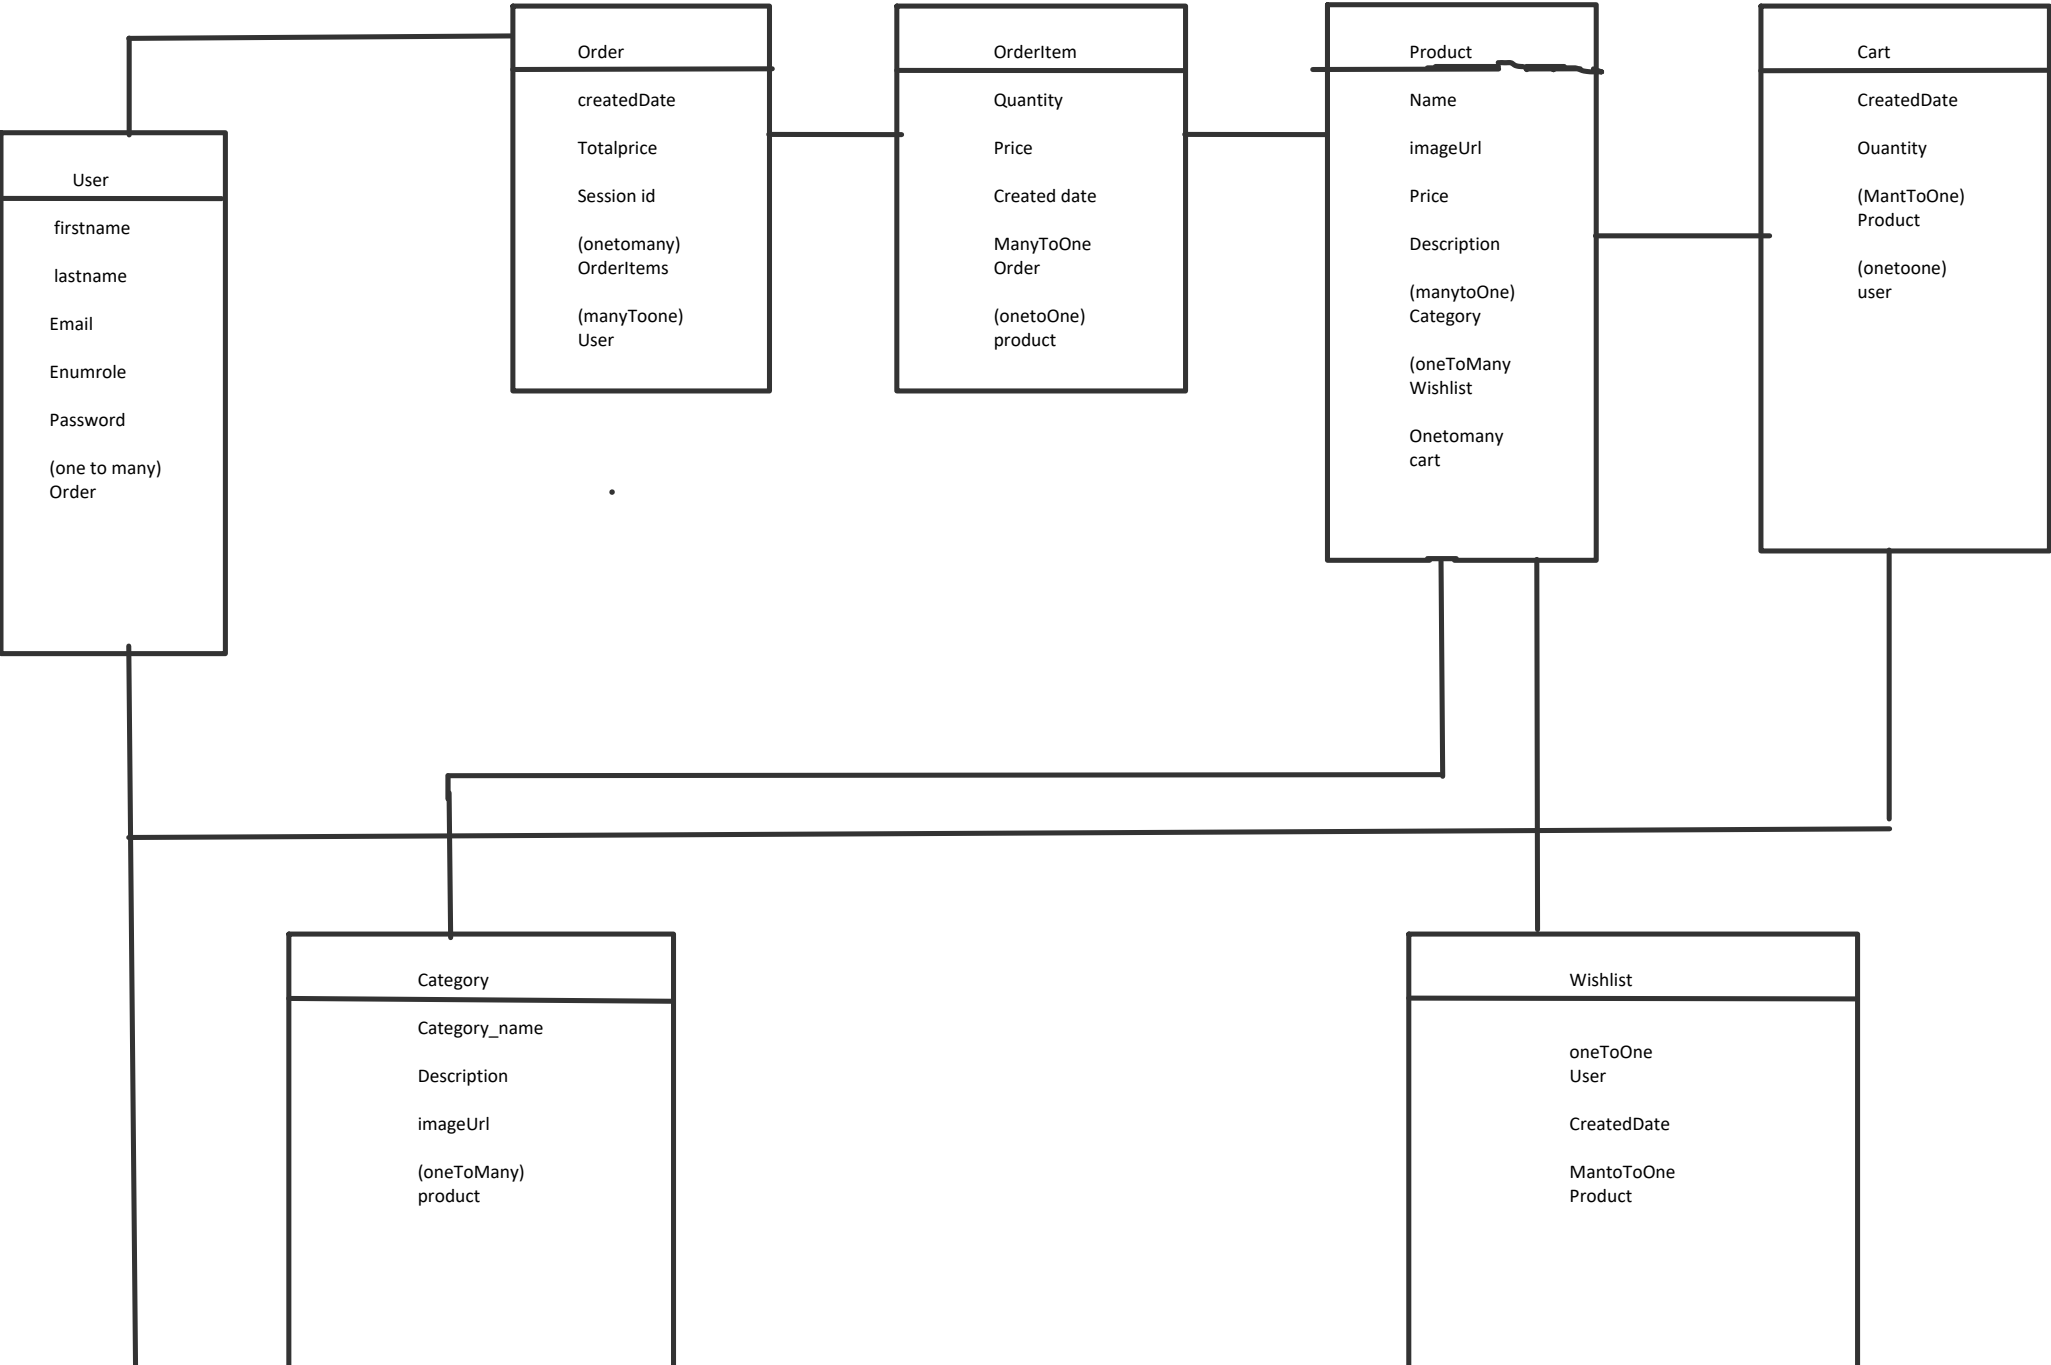 User
firstname
lastname
Email
Enumrole
Password
(one to many)
Order
Order
createdDate
Totalprice
Session id
(onetomany)
OrderItems
(manyToone)
User
OrderItem
Quantity
Price
Created date
ManyToOne
Order
(onetoOne)
product
Product
Name
imageUrl
Price
Description
(manytoOne)
Category
(oneToMany
Wishlist
Onetomany
cart
Cart
CreatedDate
Ouantity
(MantToOne)
Product
(onetoone)
user
Category
Category_name
Description
imageUrl
(oneToMany)
product
Wishlist
oneToOne
User
CreatedDate
MantoToOne
Product